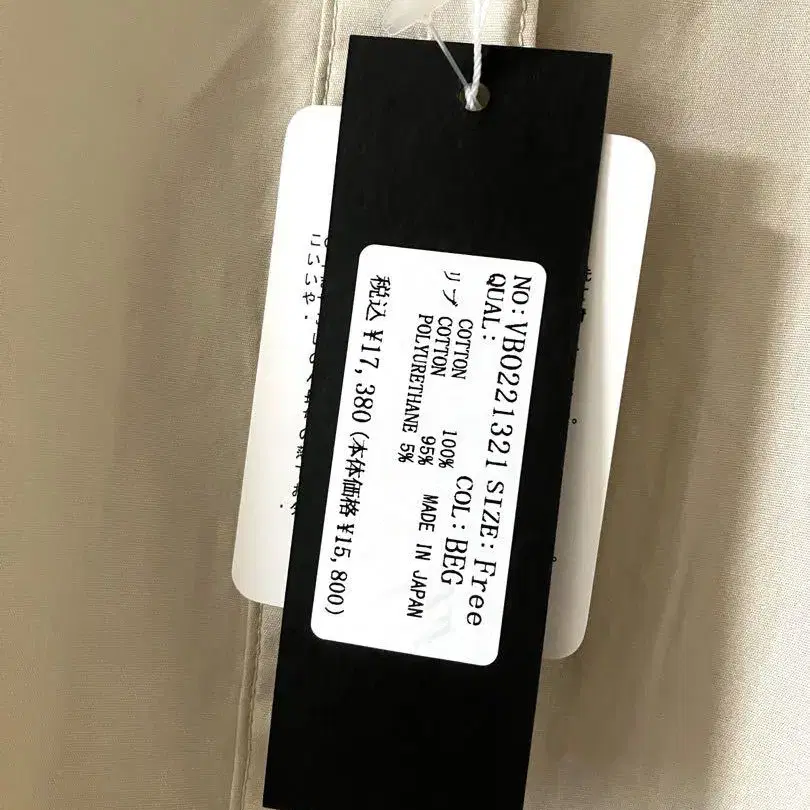 NO:VB0221321 SIZE:Free
QUAL: COL:BEG
COTTON 100%
リブ COTTON 95%
POLYURETHANE 5% MADE IN JAPAN
税込 ¥17,380(本体価格 ¥15,800)